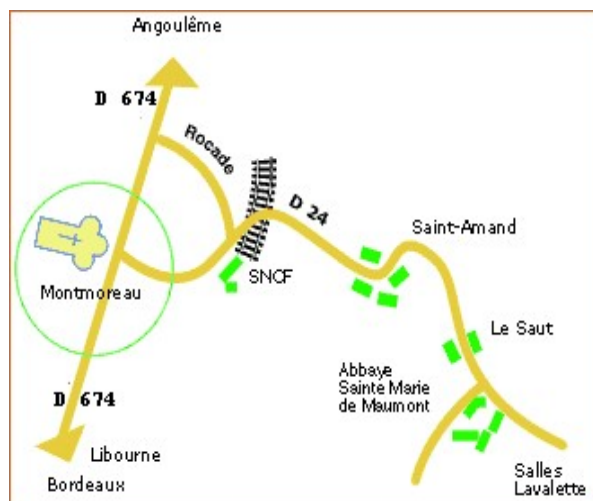 Angoulême
D 674
Rocade
D 24
Saint-Amand
SNCF
Montmoreau
Le Saut
Abbaye
Sainte Marie
de Maumont
D 674
Libourne
Bordeaux
Salles
Lavalette